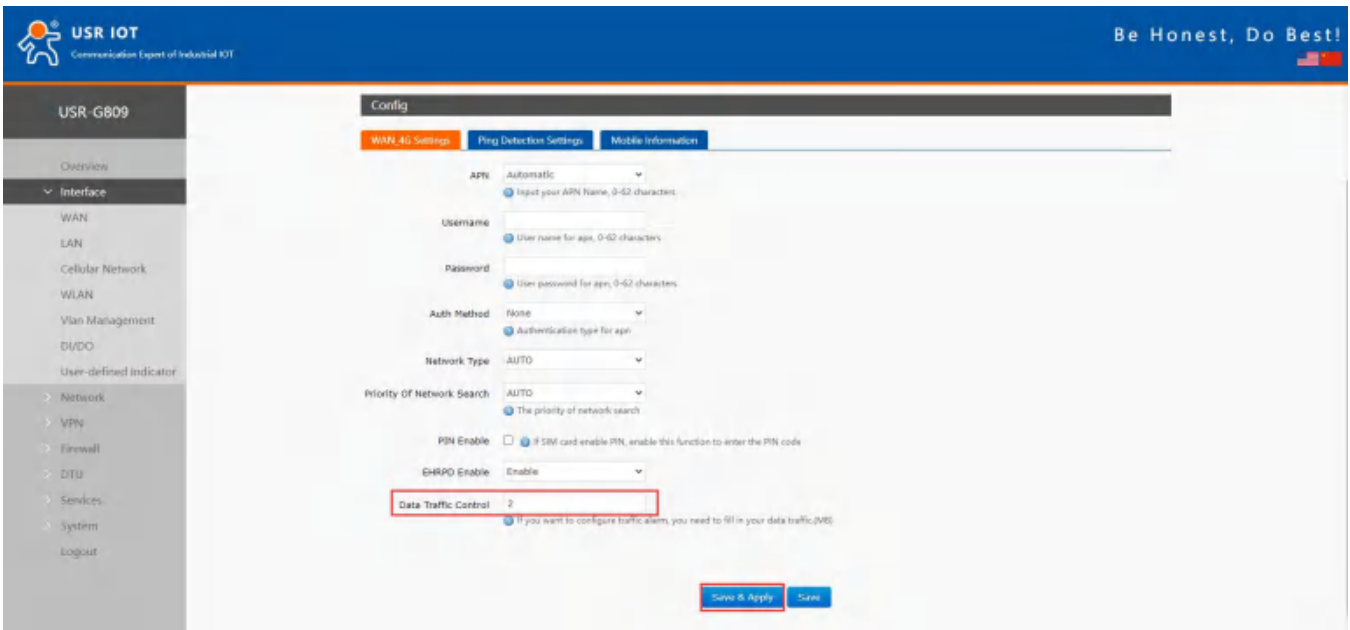 USR IOT
Communication Expert of Industrial IOT
Be Honest, Do Best!
USR-G809
Overview
Interface
WAN
LAN
Cellular Network
WLAN
Vlan Management
DI/DO
User-defined Indicator
Network
VPN
Firewall
DTU
Services
System
Logout
Config
WAN_4G Settings Ping Detection Settings Mobile Information
APN Automatic
Input your APN Name, 0-62 characters
Username
User name for apn, 0-62 characters
Password
User password for apn, 0-62 characters
Auth Method None
Authentication type for apn
Network Type AUTO
Priority Of Network Search AUTO
The priority of network search
PIN Enable If SIM card enable PIN, enable this function to enter the PIN code
EHRPD Enable Enable
Data Traffic Control 2
If you want to configure traffic alarm, you need to fill in your data traffic.(MB)
Save & Apply Save